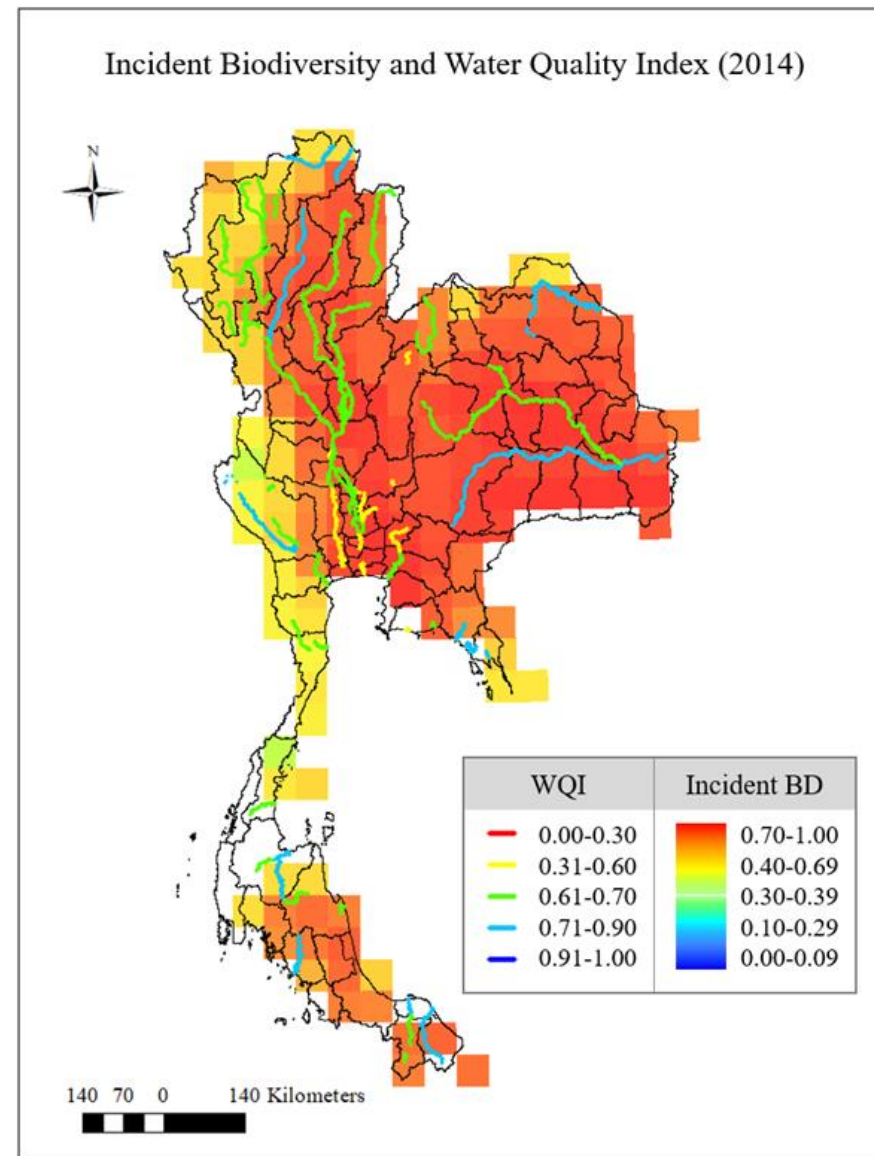 Incident Biodiversity and Water Quality Index (2014)
N
WQI
Incident BD
0.00-0.30
0.70-1.00
0.31-0.60
0.40-0.69
0.61-0.70
0.30-0.39
0.71-0.90
0.10-0.29
0.91-1.00
0.00-0.09
140 70 0 140 Kilometers